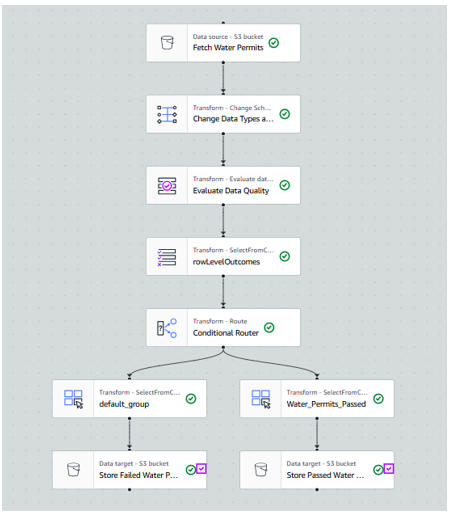 Data source - S3 bucket
Fetch Water Permits
Transform - Change Sch...
Change Data Types a...
Transform - Evaluate dat...
Evaluate Data Quality
Transform - SelectFromC...
rowLevelOutcomes
Transform - Route
Conditional Router
Transform - SelectFromC...
default_group
Transform - SelectFromC...
Water_Permits_Passed
Data target - S3 bucket
Store Failed Water P...
Data target - S3 bucket
Store Passed Water ...